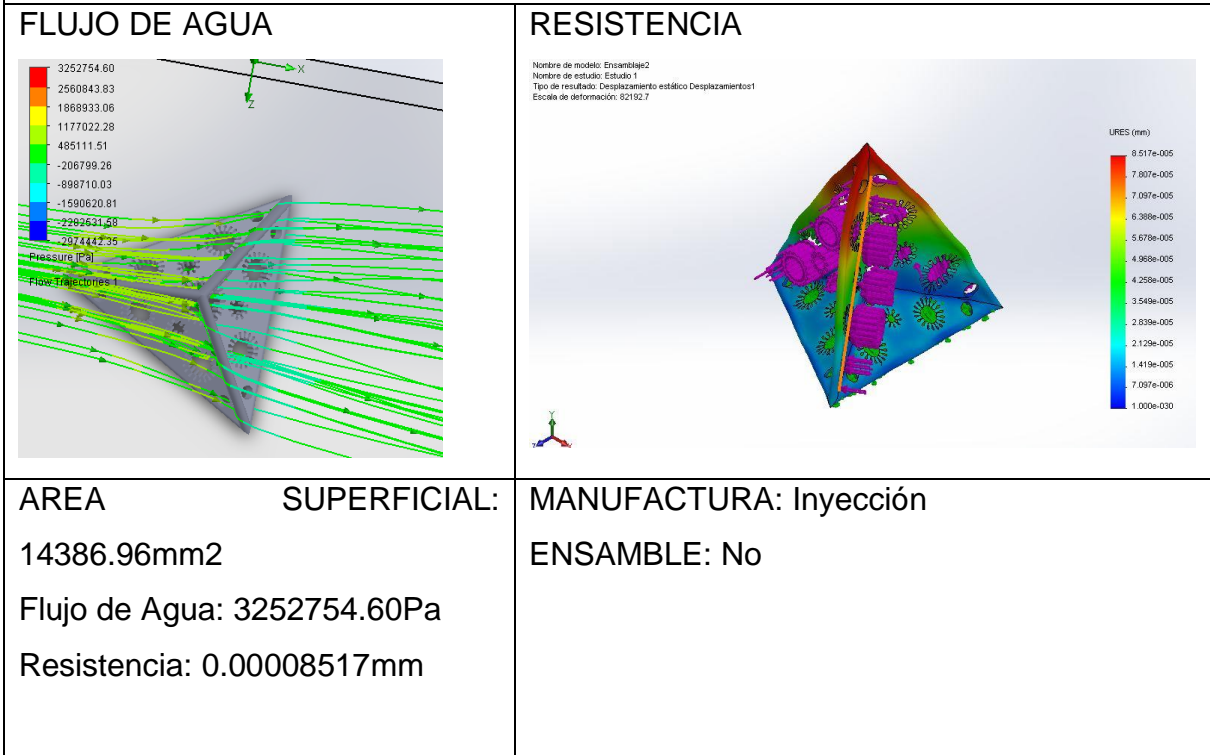 FLUJO DE AGUA
3252754.60
2560843.83
1868933.06
1177022.28
485111.51
-206799.26
-898710.03
-1590620.81
-2282531.58
-2974442.35
Pressure [Pa]
Flow Trajectories 1
X
Z
RESISTENCIA
Nombre de modelo: Ensamblaje2
Nombre de estudio: Estudio 1
Tipo de resultado: Desplazamiento estático Desplazamientos1
Escala de deformación: 82192.7
URES (mm)
8.517e-005
7.807e-005
7.097e-005
6.388e-005
5.678e-005
4.968e-005
4.258e-005
3.549e-005
2.839e-005
2.129e-005
1.419e-005
7.097e-006
1.000e-030
Y
AREA SUPERFICIAL:
14386.96mm2
Flujo de Agua: 3252754.60Pa
Resistencia: 0.00008517mm
MANUFACTURA: Inyección
ENSAMBLE: No